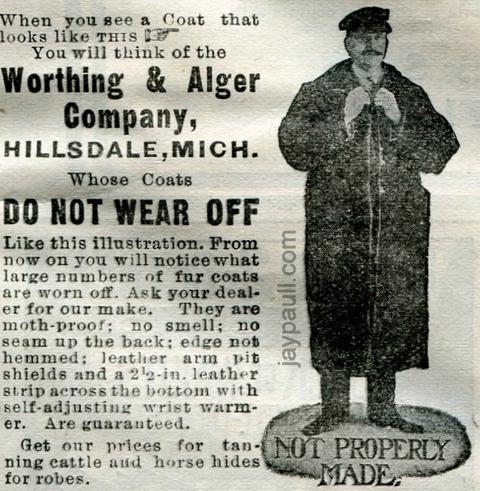 When you see a Coat that
looks like THIS ☞
You will think of the
Worthing & Alger
Company,
HILLSDALE, MICH.
Whose Coats
DO NOT WEAR OFF
Like this illustration. From
now on you will notice what
large numbers of fur coats
are worn off. Ask your deal-
er for our make. They are
moth-proof; no smell; no
seam up the back; edge not
hemmed; leather arm pit
shields and a 2½-in. leather
strip across the bottom with
self-adjusting wrist warm-
er. Are guaranteed.
Get our prices for tan-
ning cattle and horse hides
for robes.
NOT PROPERLY
MADE.
jaypaull.com